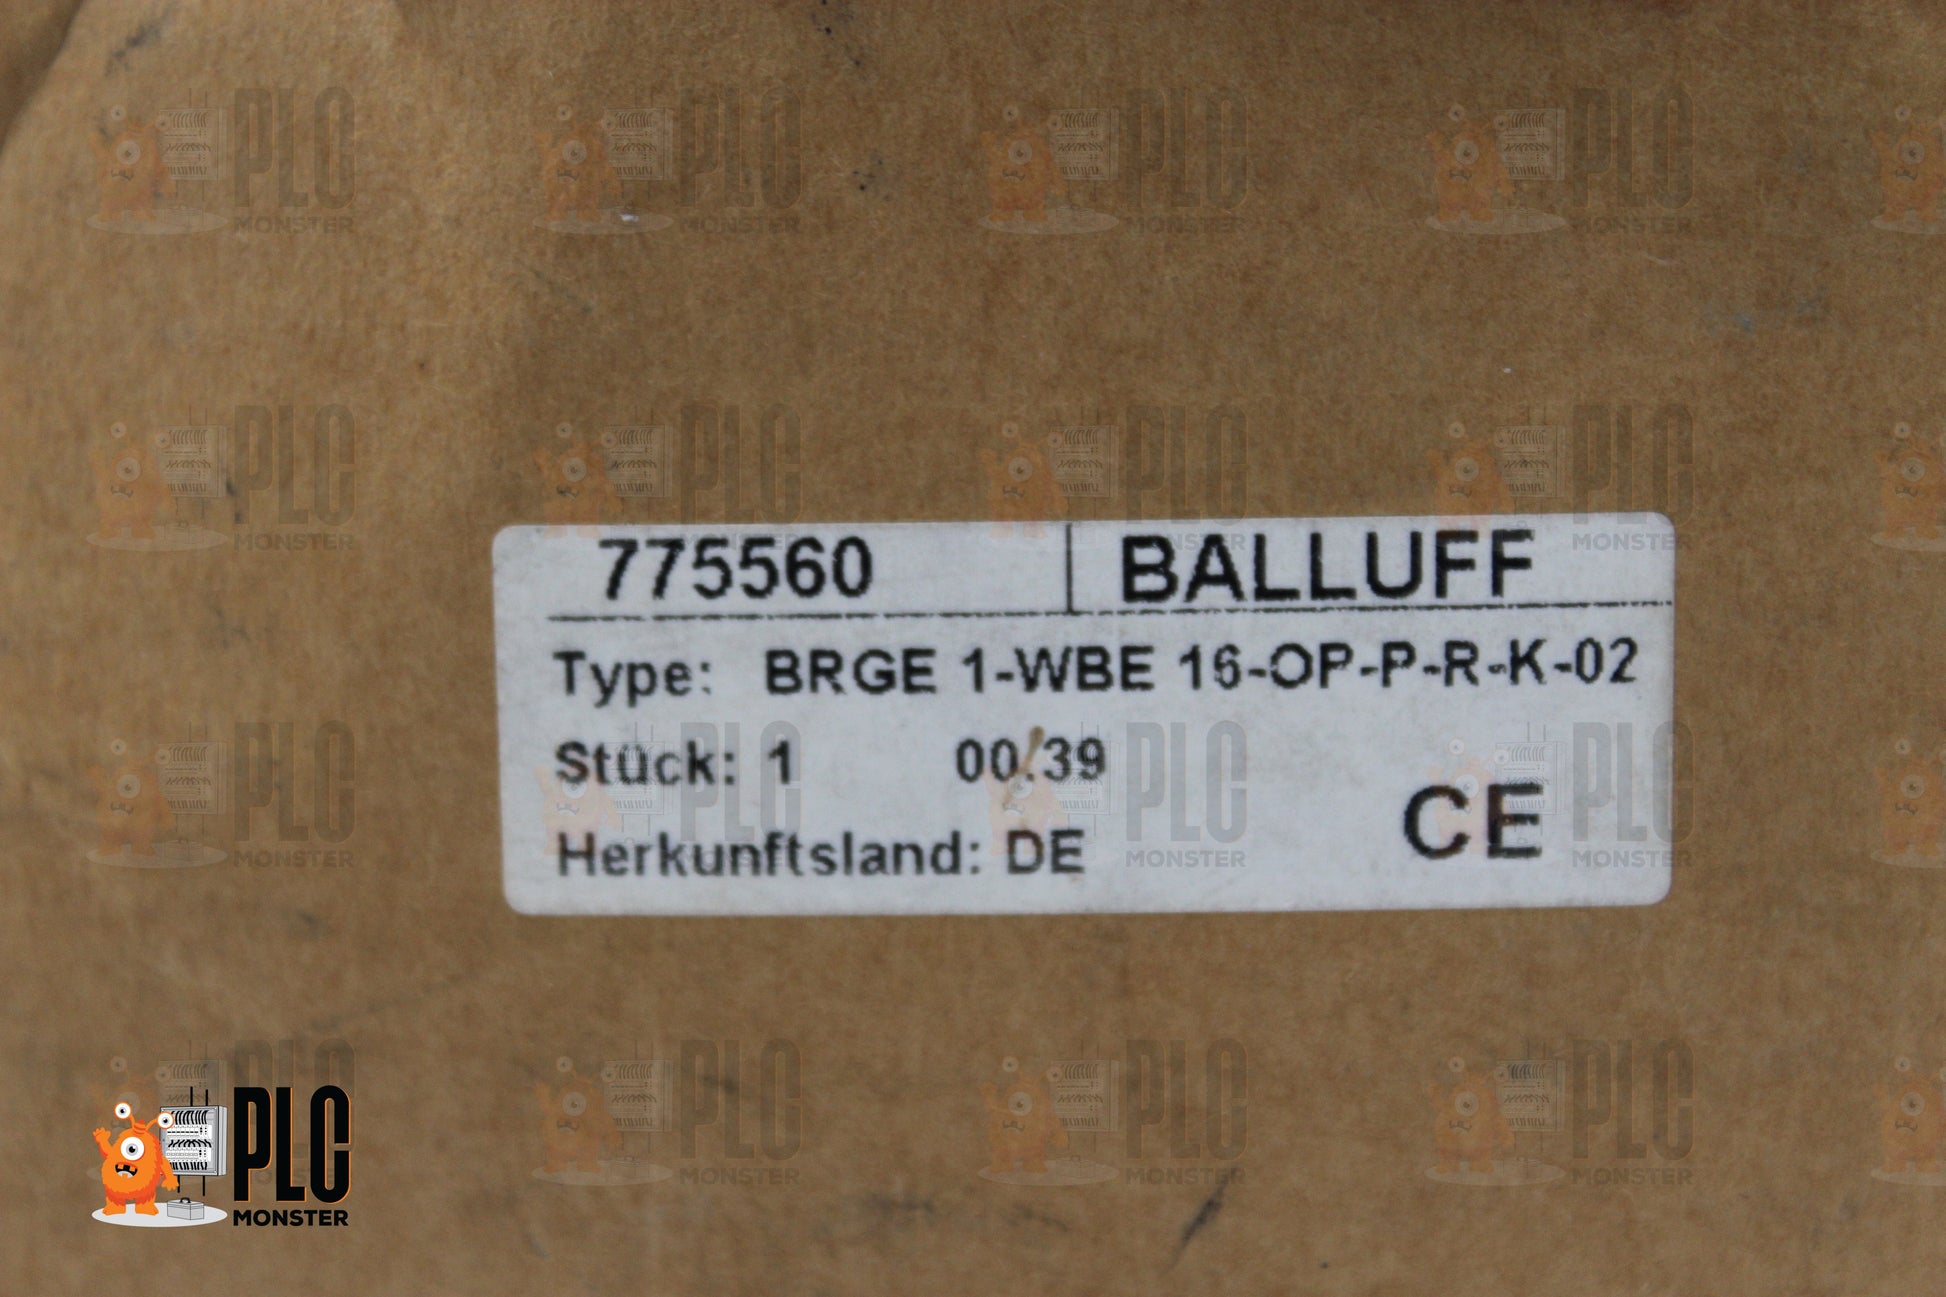 775560 BALLUFF
Type: BRGE 1-WBE 16-OP-P-R-K-02
Stück: 1 00.39
Herkunftsland: DE
CE
PLC
MONSTER